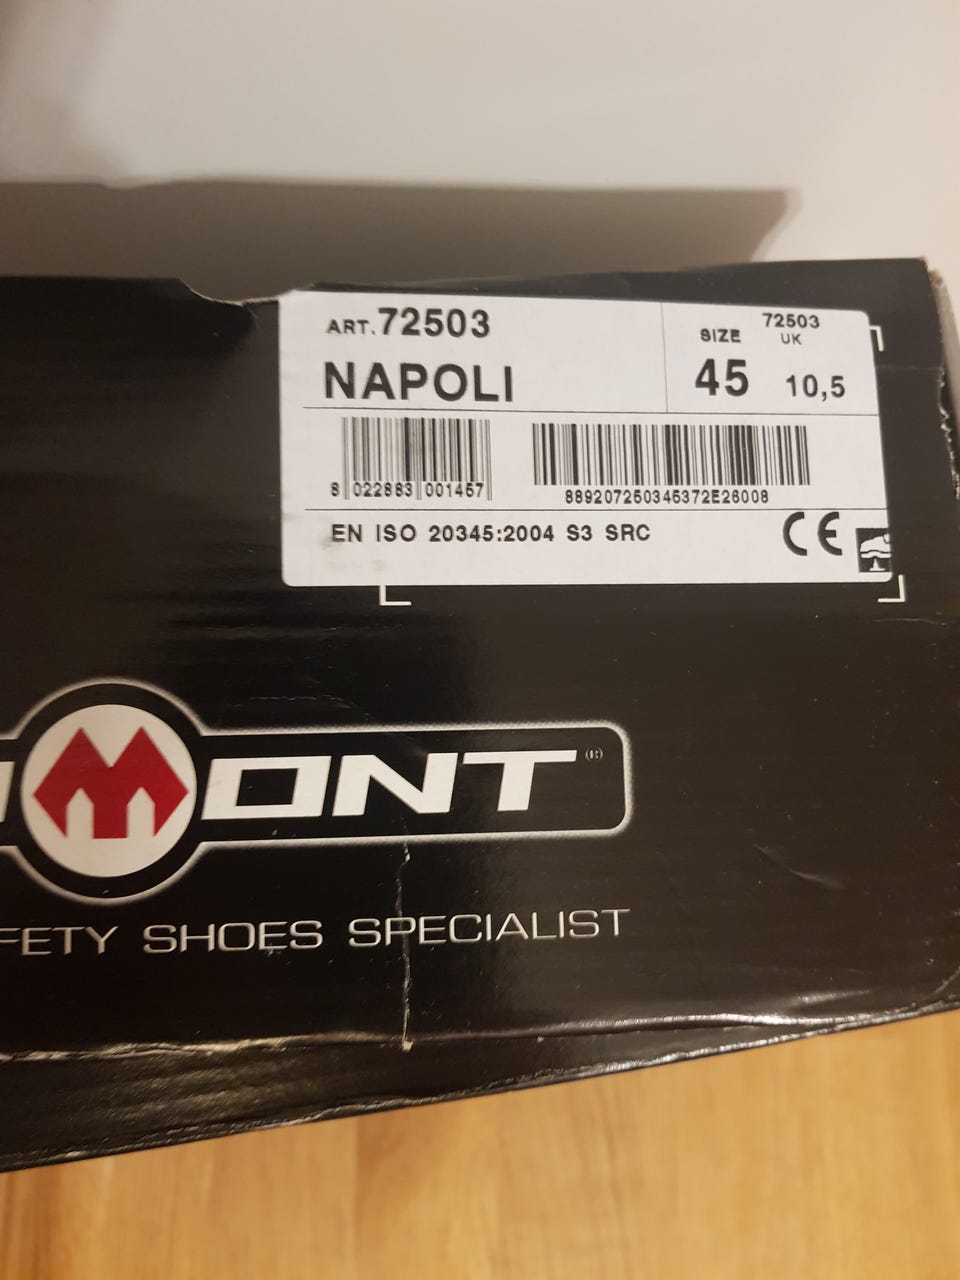 ART. 72503
NAPOLI
SIZE
45
72503
UK
10,5
8 022883 001457
889207250345372E26008
EN ISO 20345:2004 S3 SRC
CE
MONT®
FETY SHOES SPECIALIST